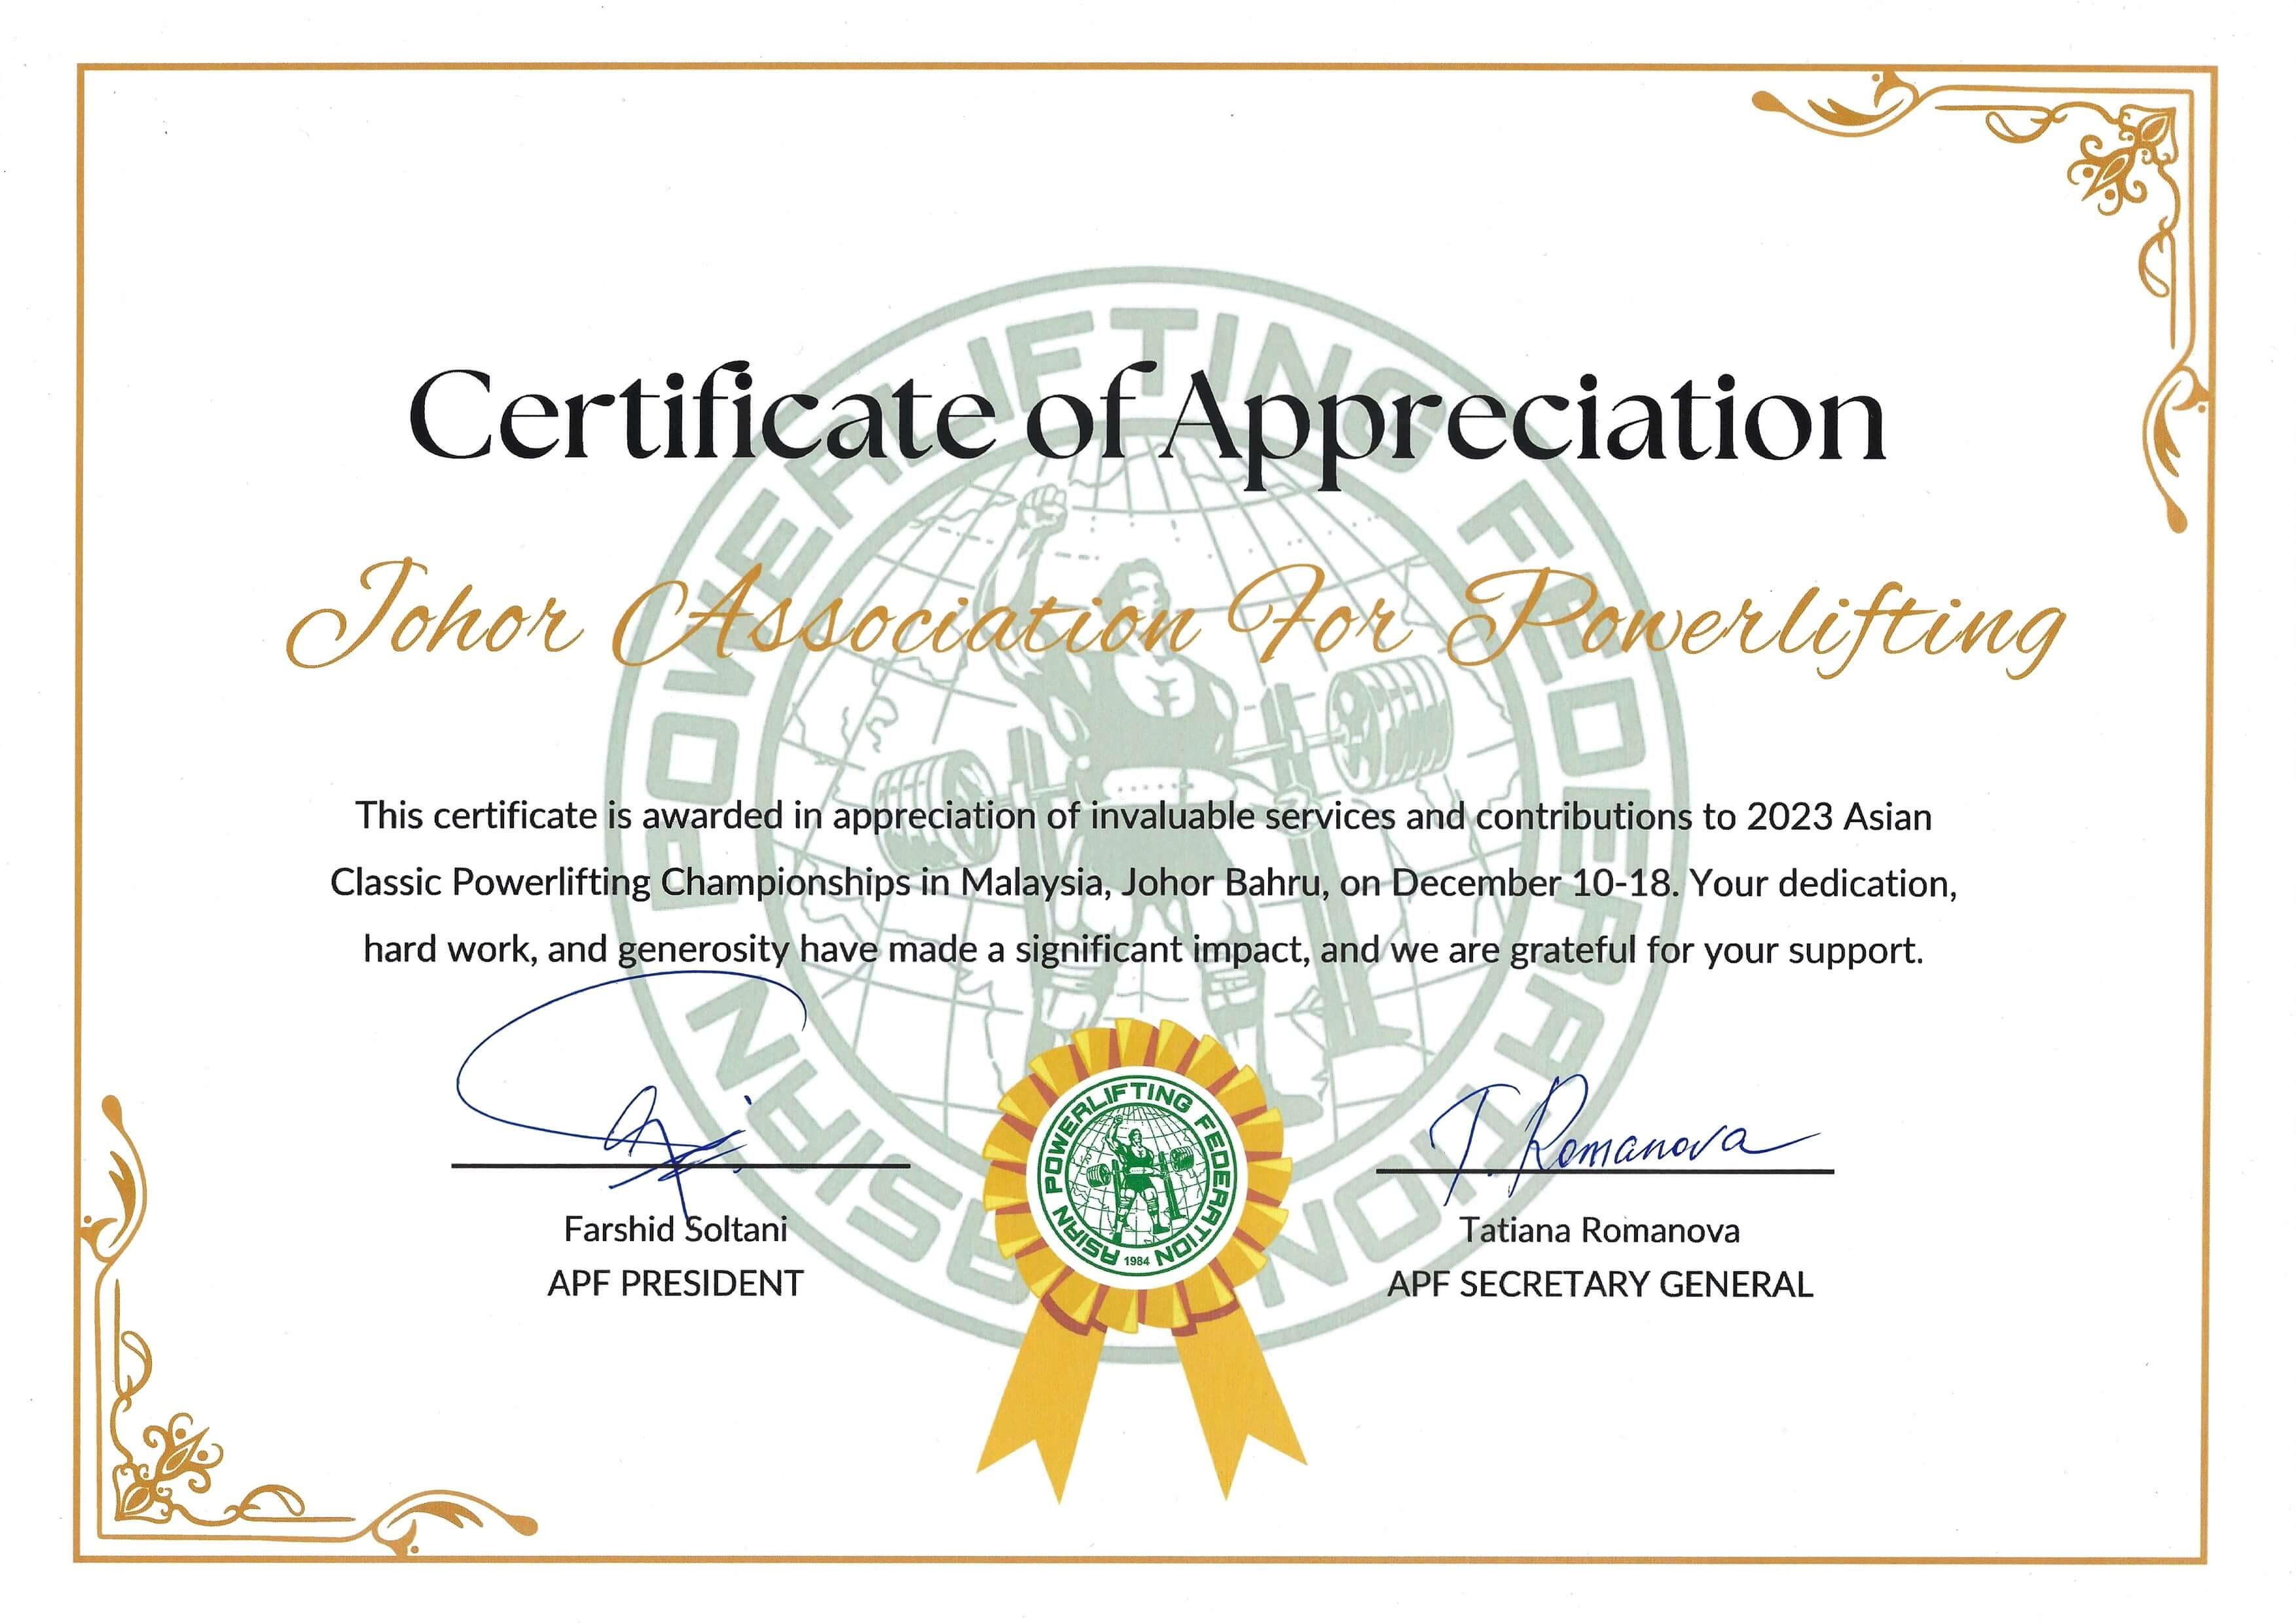 Certificate of Appreciation
Johor Association For Powerlifting
This certificate is awarded in appreciation of invaluable services and contributions to 2023 Asian
Classic Powerlifting Championships in Malaysia, Johor Bahru, on December 10-18. Your dedication,
hard work, and generosity have made a significant impact, and we are grateful for your support.
T. Romanova
Farshid Soltani
APF PRESIDENT
Tatiana Romanova
APF SECRETARY GENERAL
ASIAN POWERLIFTING FEDERATION
1984
ASIAN POWERLIFTING FEDERATION